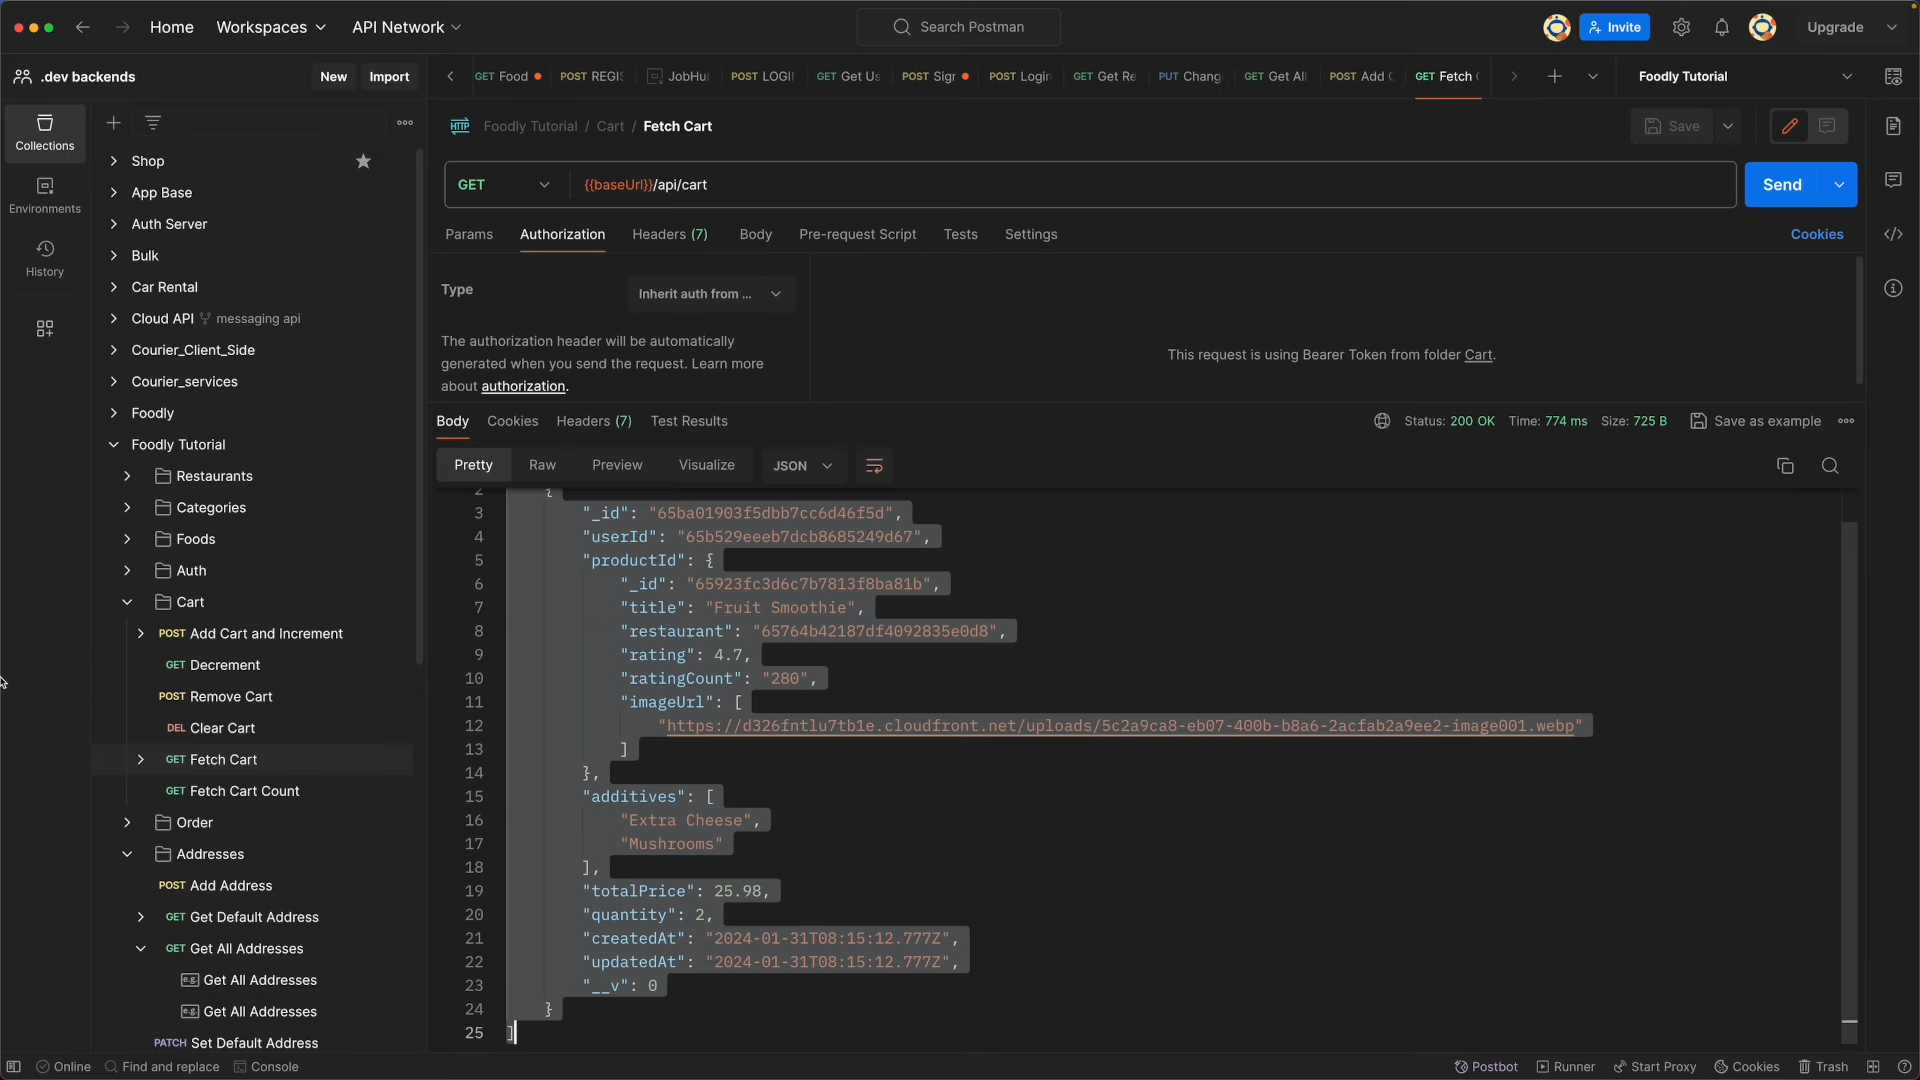 Home
Workspaces
API Network
Search Postman
Invite
Upgrade
.dev backends
New
Import
GET Food
POST REGIS
JobHu
POST LOGI
GET Get Us
POST Sigr
POST Login
GET Get Re
PUT Chang
GET Get All
POST Add C
GET Fetch
Foodly Tutorial
Collections
Environments
History
Shop
App Base
Auth Server
Bulk
Car Rental
Cloud API messaging api
Courier_Client_Side
Courier_services
Foodly
Foodly Tutorial
Restaurants
Categories
Foods
Auth
Cart
POST Add Cart and Increment
GET Decrement
POST Remove Cart
DEL Clear Cart
GET Fetch Cart
GET Fetch Cart Count
Order
Addresses
POST Add Address
GET Get Default Address
GET Get All Addresses
e.g. Get All Addresses
e.g. Get All Addresses
PATCH Set Default Address
HTTP Foodly Tutorial / Cart / Fetch Cart
Save
GET {{baseUrl}}/api/cart
Send
Params Authorization Headers (7) Body Pre-request Script Tests Settings
Cookies
Type
Inherit auth from ...
The authorization header will be automatically
generated when you send the request. Learn more
about authorization.
This request is using Bearer Token from folder Cart.
Body Cookies Headers (7) Test Results
Status: 200 OK Time: 774 ms Size: 725 B Save as example
Pretty Raw Preview Visualize JSON
2 {
3 "_id": "65ba01903f5dbb7cc6d46f5d",
4 "userId": "65b529eeeb7dcb8685249d67",
5 "productId": {
6 "_id": "65923fc3d6c7b7813f8ba81b",
7 "title": "Fruit Smoothie",
8 "restaurant": "65764b42187df4092835e0d8",
9 "rating": 4.7,
10 "ratingCount": "280",
11 "imageUrl": [
12 "https://d326fntlu7tb1e.cloudfront.net/uploads/5c2a9ca8-eb07-400b-b8a6-2acfab2a9ee2-image001.webp"
13 ]
14 },
15 "additives": [
16 "Extra Cheese",
17 "Mushrooms"
18 ],
19 "totalPrice": 25.98,
20 "quantity": 2,
21 "createdAt": "2024-01-31T08:15:12.777Z",
22 "updatedAt": "2024-01-31T08:15:12.777Z",
23 "__v": 0
24 }
25 ]
Online
Find and replace
Console
Postbot
Runner
Start Proxy
Cookies
Trash